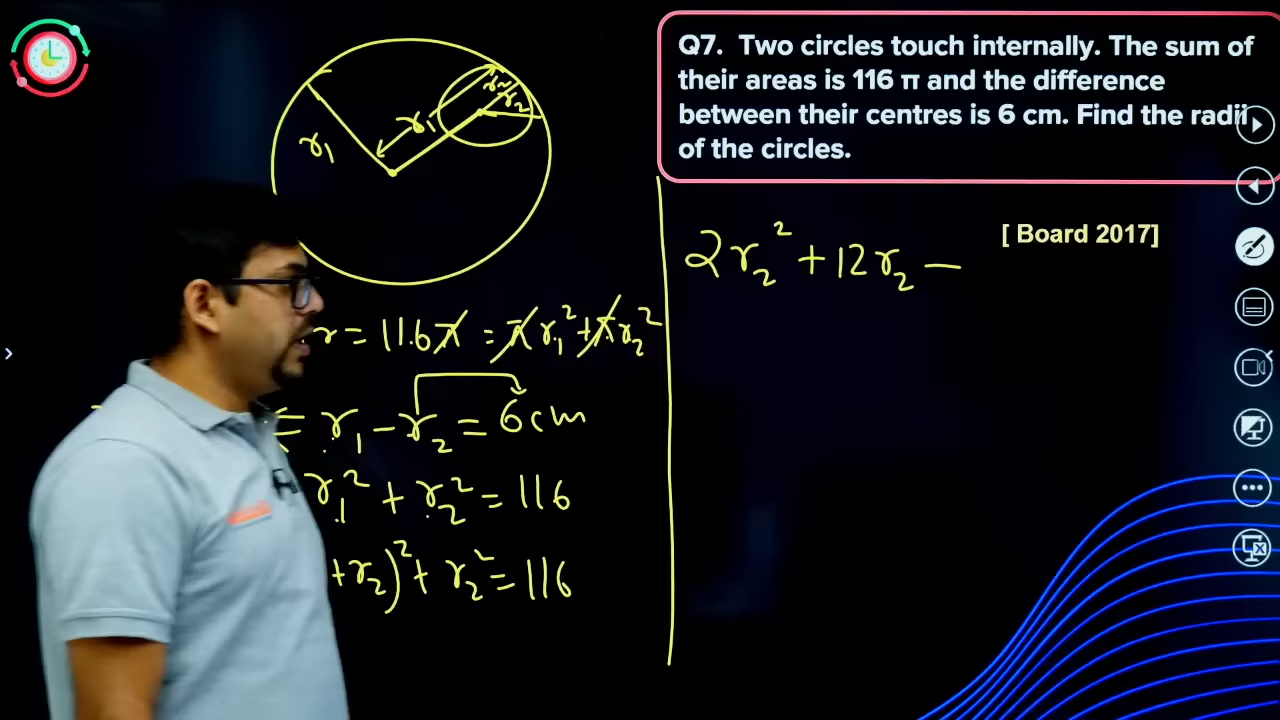 Q7. Two circles touch internally. The sum of
their areas is 116 π and the difference
between their centres is 6 cm. Find the radii
of the circles.
[ Board 2017]
r₁
r₁
r₂
r = 116π = πr₁² + πr₂²
= r₁ - r₂ = 6cm
r₁² + r₂² = 116
+r₂)² + r₂² = 116
2r₂² + 12r₂ -